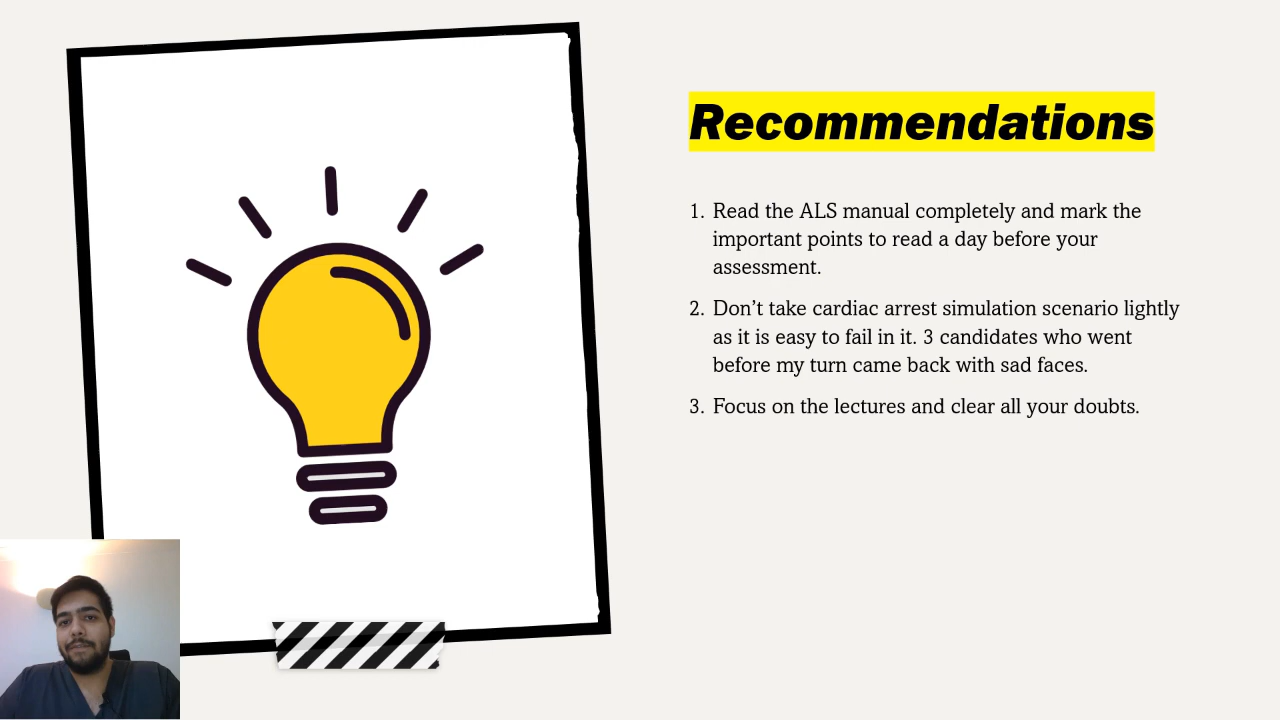 Recommendations
1. Read the ALS manual completely and mark the
important points to read a day before your
assessment.
2. Don’t take cardiac arrest simulation scenario lightly
as it is easy to fail in it. 3 candidates who went
before my turn came back with sad faces.
3. Focus on the lectures and clear all your doubts.